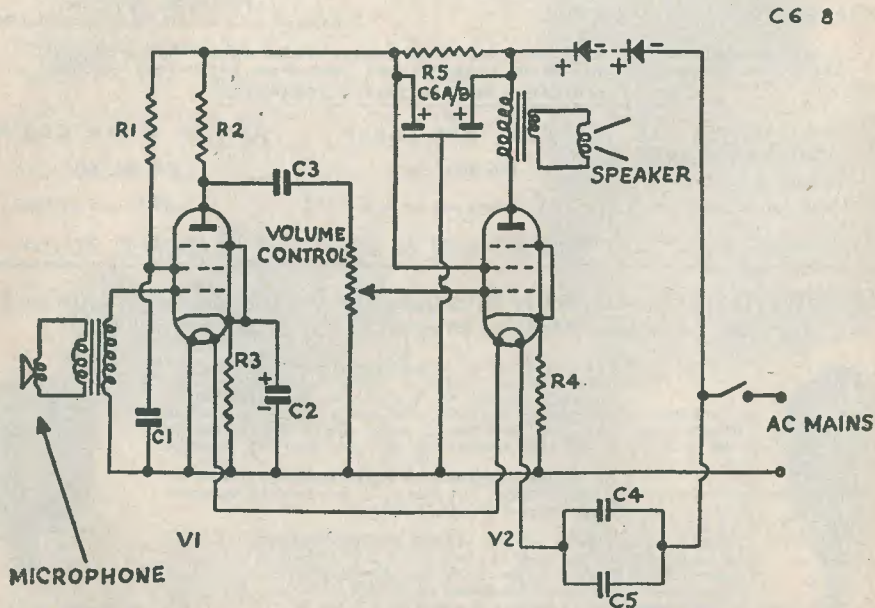 C6 8
R1
R2
R5
C6A/B
+
+
+
-
+
-
C3
SPEAKER
VOLUME
CONTROL
R3
+
-
C2
R4
C1
AC MAINS
C4
V1
V2
MICROPHONE
C5